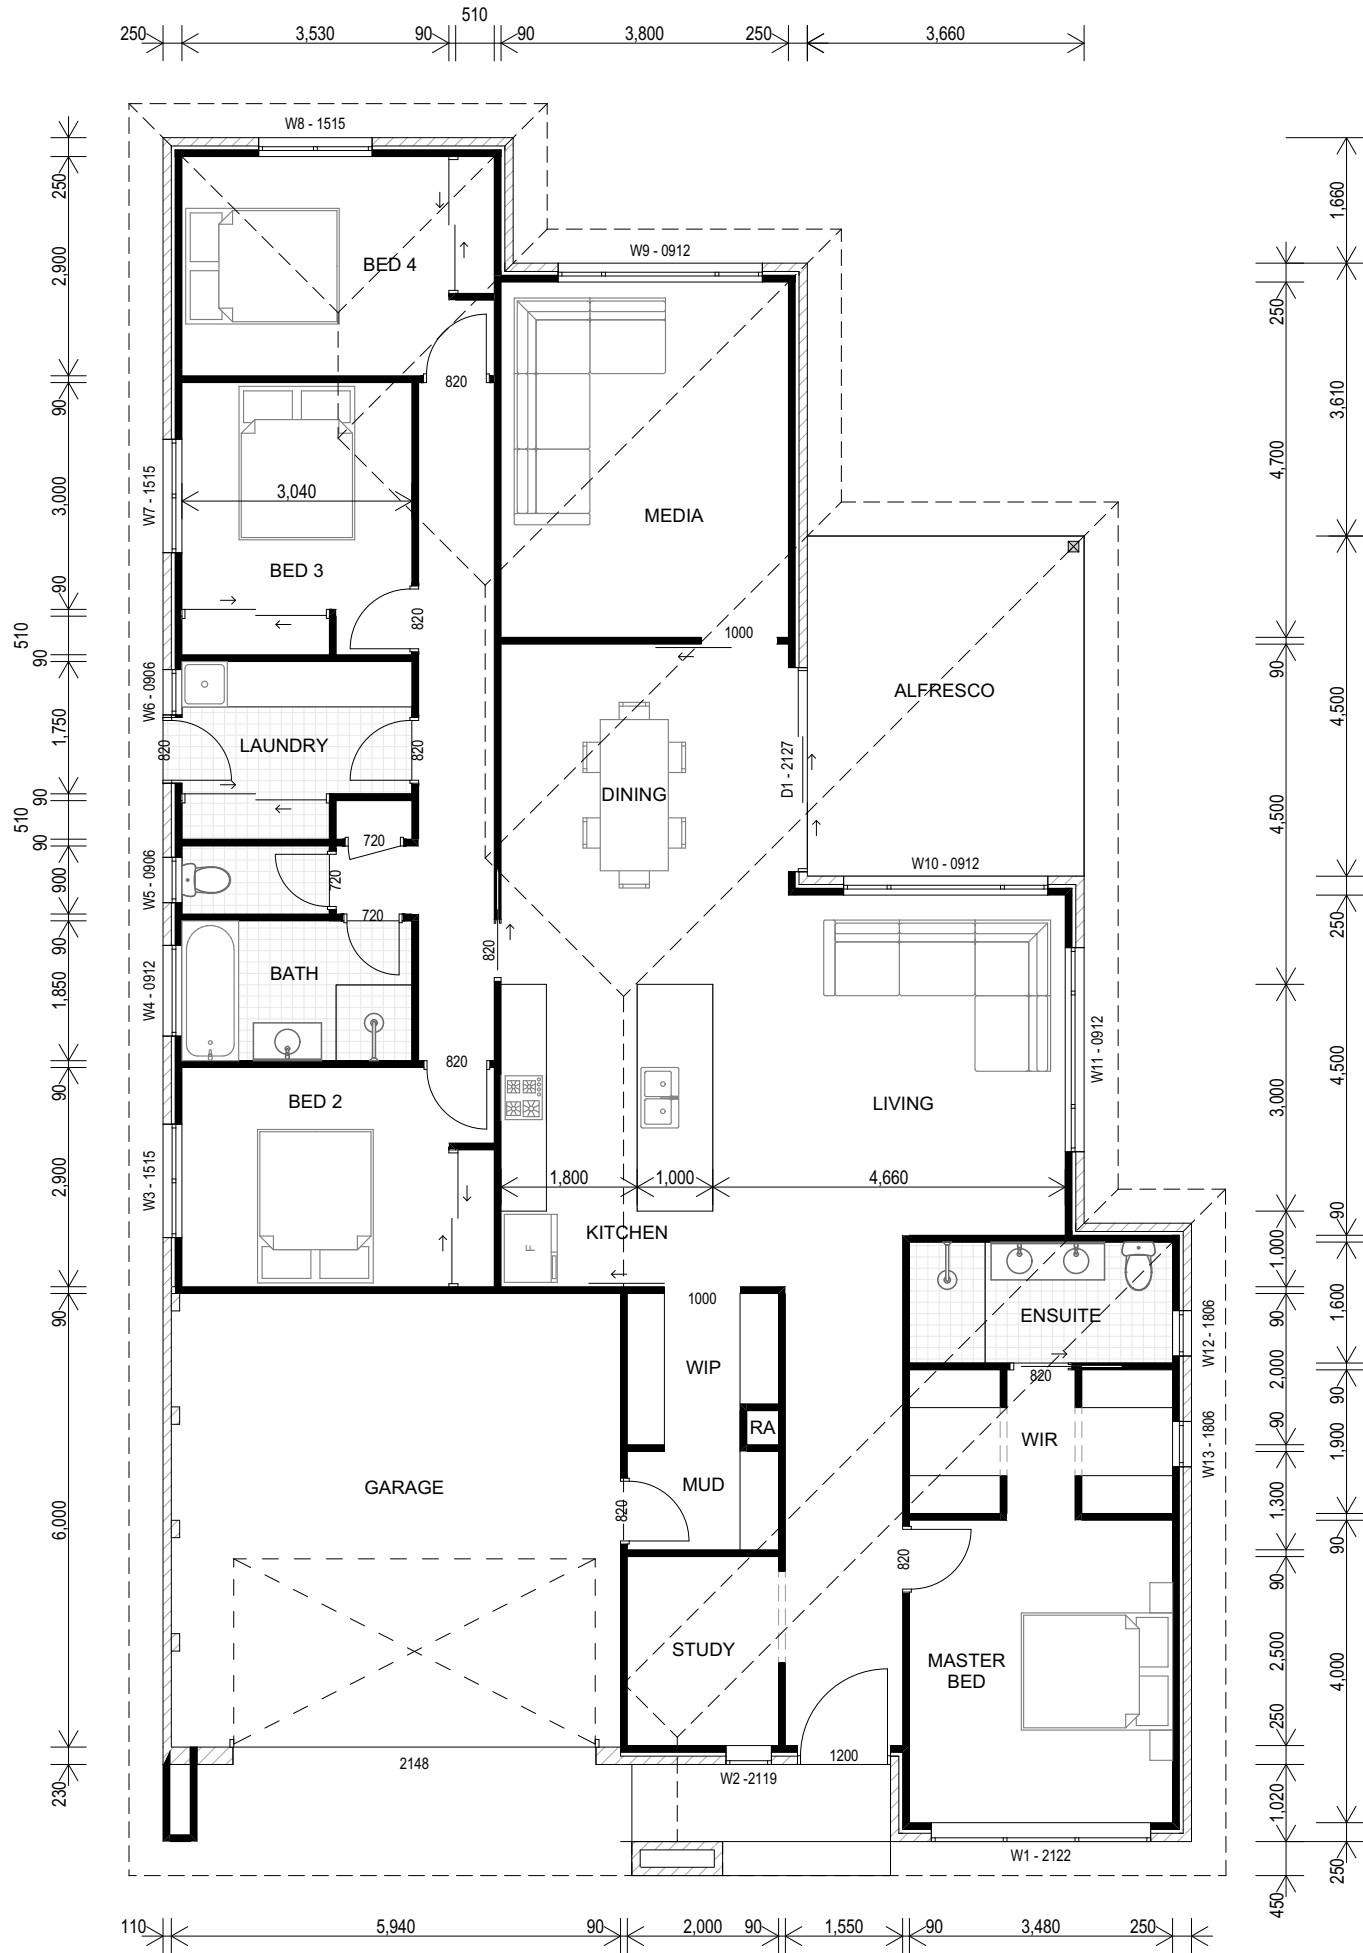 510
250
3,530
90
90
3,800
250
3,660
W8 - 1515
250
1,660
W9 - 0912
2,900
BED 4
250
820
90
3,610
4,700
3,000
W7 - 1515
3,040
MEDIA
BED 3
90
820
510
1000
90
W6 - 0906
90
ALFRESCO
4,500
1,750
LAUNDRY
820
820
D1 - 2127
DINING
90
510
4,500
90
720
W10 - 0912
900
W5 - 0906
720
720
250
90
820
BATH
W4 - 0912
1,850
W11 - 0912
820
90
BED 2
LIVING
3,000
4,500
2,900
W3 - 1515
1,800
1,000
4,660
90
KITCHEN
F
1,000
1000
ENSUITE
90
90
1,600
W12 - 1806
WIP
820
2,000
90
RA
WIR
90
1,900
W13 - 1806
GARAGE
MUD
1,300
6,000
820
820
90
90
STUDY
MASTER
BED
2,500
4,000
250
1200
2148
W2 -2119
230
1,020
W1 - 2122
250
450
110
5,940
90
2,000
90
1,550
90
3,480
250